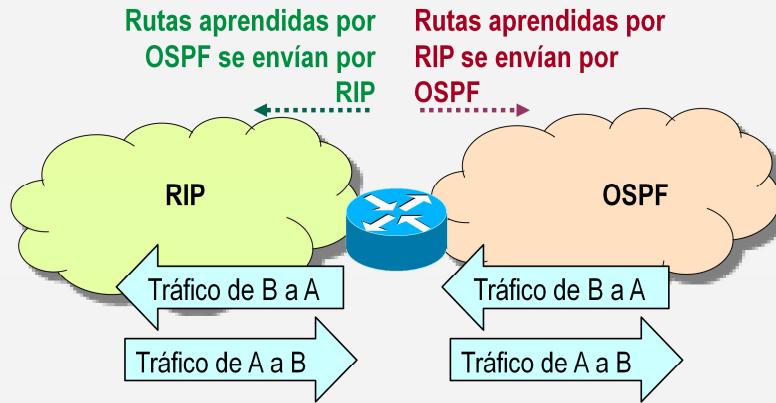 Rutas aprendidas por
OSPF se envían por
RIP
Rutas aprendidas por
RIP se envían por
OSPF
RIP
OSPF
Tráfico de B a A
Tráfico de B a A
Tráfico de A a B
Tráfico de A a B